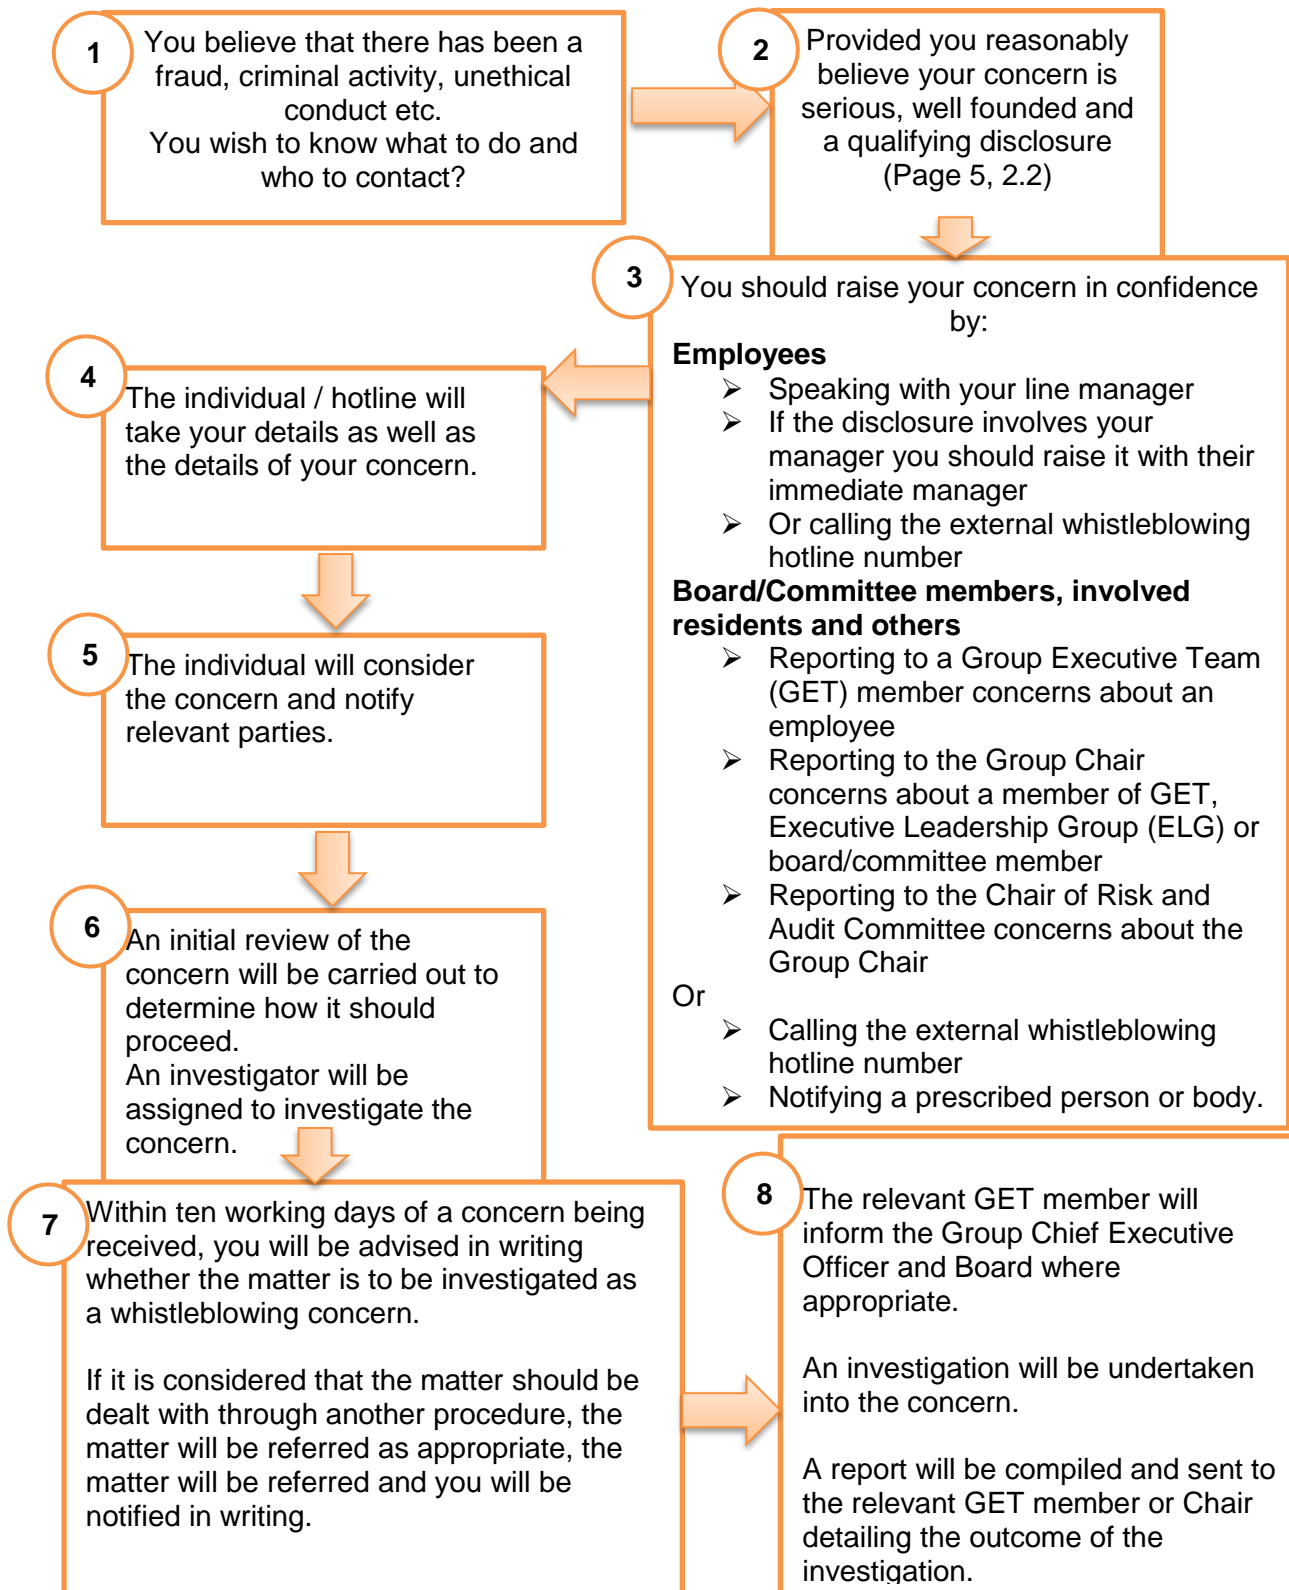 1
You believe that there has been a
fraud, criminal activity, unethical
conduct etc.
You wish to know what to do and
who to contact?
2
Provided you reasonably
believe your concern is
serious, well founded and
a qualifying disclosure
(Page 5, 2.2)
3
You should raise your concern in confidence
by:
Employees
➢ Speaking with your line manager
➢ If the disclosure involves your
manager you should raise it with their
immediate manager
➢ Or calling the external whistleblowing
hotline number
Board/Committee members, involved
residents and others
➢ Reporting to a Group Executive Team
(GET) member concerns about an
employee
➢ Reporting to the Group Chair
concerns about a member of GET,
Executive Leadership Group (ELG) or
board/committee member
➢ Reporting to the Chair of Risk and
Audit Committee concerns about the
Group Chair
Or
➢ Calling the external whistleblowing
hotline number
➢ Notifying a prescribed person or body.
4
The individual / hotline will
take your details as well as
the details of your concern.
5
The individual will consider
the concern and notify
relevant parties.
6
An initial review of the
concern will be carried out to
determine how it should
proceed.
An investigator will be
assigned to investigate the
concern.
7
Within ten working days of a concern being
received, you will be advised in writing
whether the matter is to be investigated as
a whistleblowing concern.
If it is considered that the matter should be
dealt with through another procedure, the
matter will be referred as appropriate, the
matter will be referred and you will be
notified in writing.
8
The relevant GET member will
inform the Group Chief Executive
Officer and Board where
appropriate.
An investigation will be undertaken
into the concern.
A report will be compiled and sent to
the relevant GET member or Chair
detailing the outcome of the
investigation.